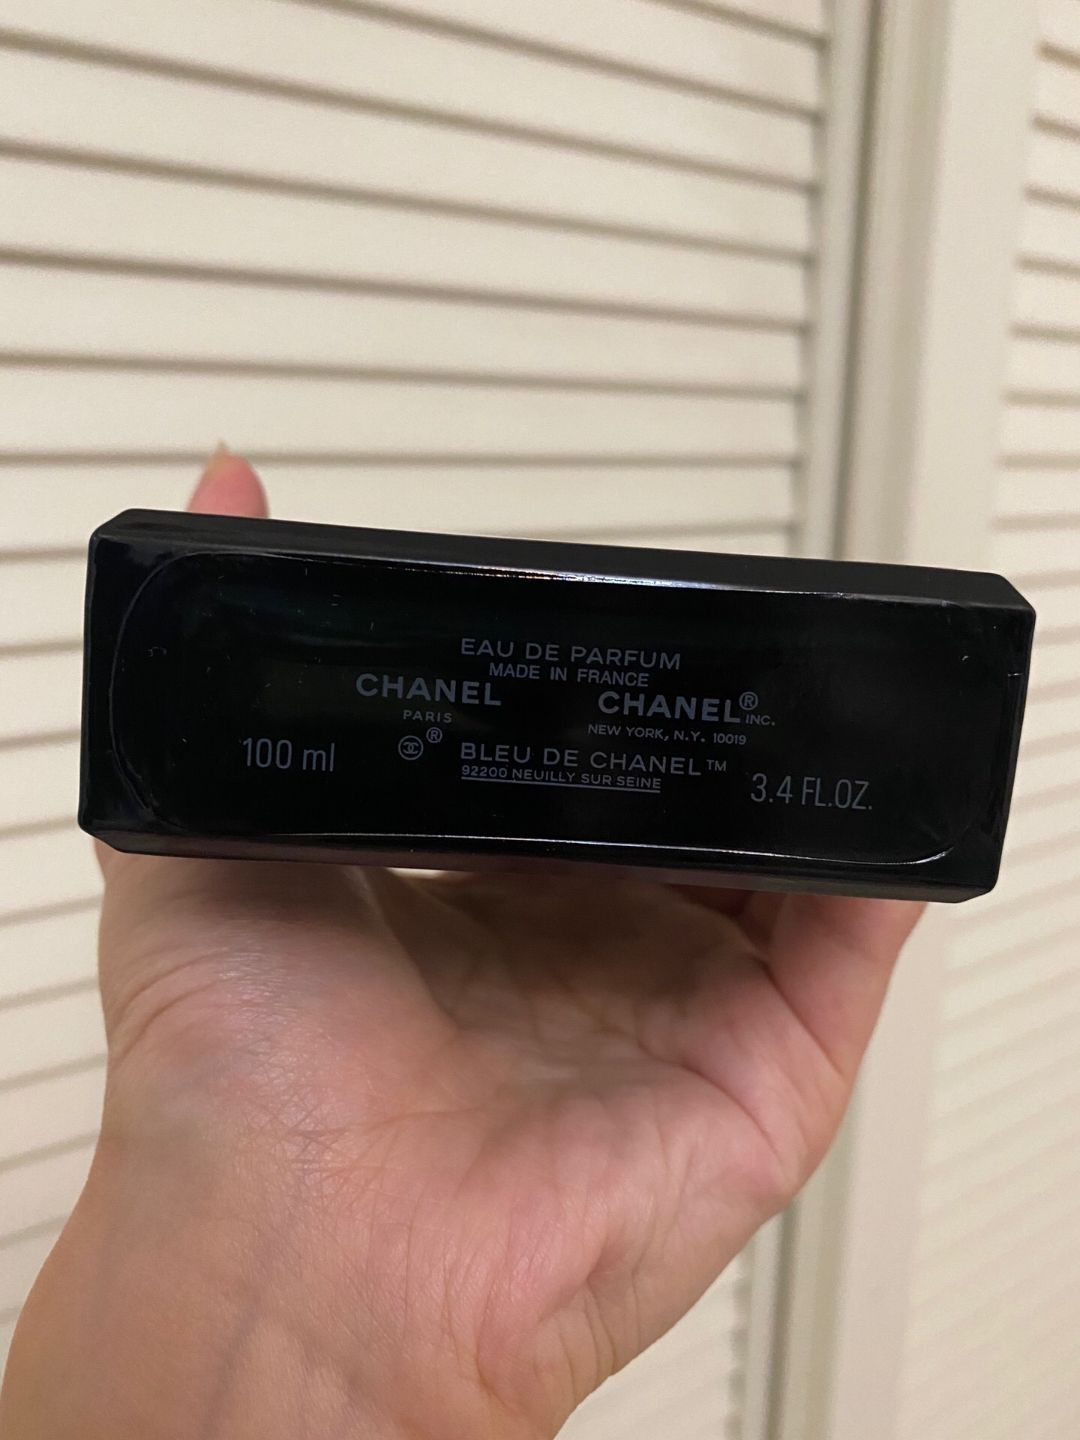 EAU DE PARFUM
MADE IN FRANCE
CHANEL
PARIS
CHANEL® INC.
NEW YORK, N.Y. 10019
®
100 ml
BLEU DE CHANEL™
92200 NEUILLY SUR SEINE
3.4 FL.OZ.